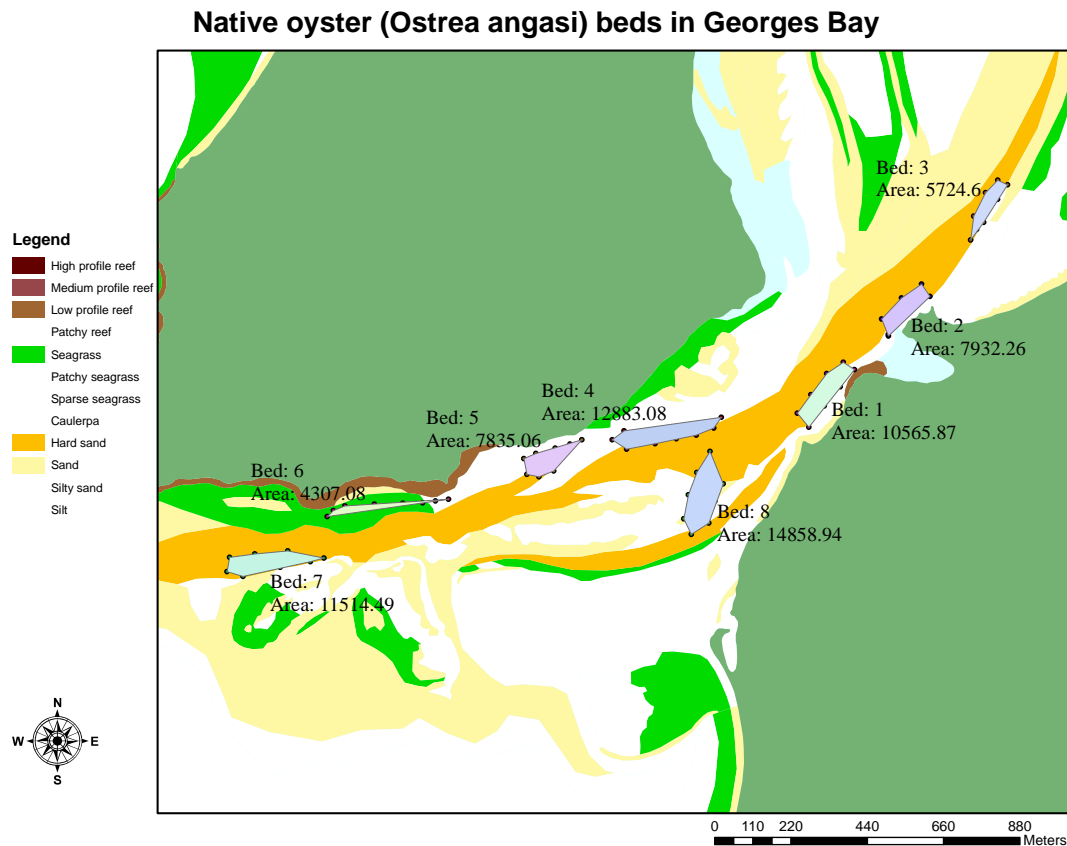 Native oyster (Ostrea angasi) beds in Georges Bay
Bed: 3
Area: 5724.6
Bed: 2
Area: 7932.26
Bed: 4
Area: 12883.08
Bed: 1
Area: 10565.87
Bed: 5
Area: 7835.06
Bed: 6
Area: 4307.08
Bed: 8
Area: 14858.94
Bed: 7
Area: 11514.49
Legend
High profile reef
Medium profile reef
Low profile reef
Patchy reef
Seagrass
Patchy seagrass
Sparse seagrass
Caulerpa
Hard sand
Sand
Silty sand
Silt
N
W E
S
0 110 220 440 660 880
Meters